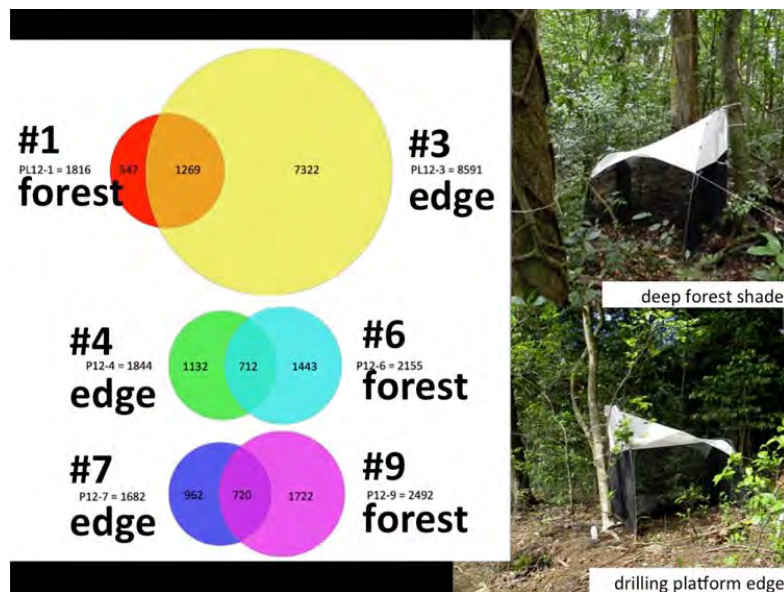 #1
PL12-1 = 1816
forest
547
1269
7322
#3
PL12-3 = 8591
edge
#4
P12-4 = 1844
edge
1132
712
1443
#6
P12-6 = 2155
forest
#7
P12-7 = 1682
edge
962
720
1722
#9
P12-9 = 2492
forest
deep forest shade
drilling platform edge